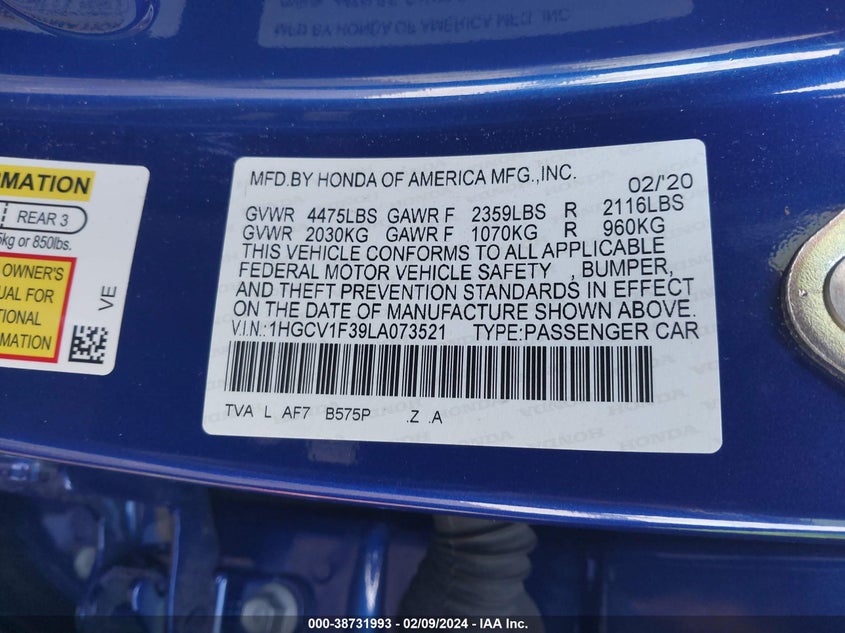 RMATION
REAR 3
5kg or 850lbs.
OWNER'S
UAL FOR
TIONAL
RMATION
VE
MFD.BY HONDA OF AMERICA MFG.,INC. 02/'20
GVWR 4475LBS GAWR F 2359LBS R 2116LBS
GVWR 2030KG GAWR F 1070KG R 960KG
THIS VEHICLE CONFORMS TO ALL APPLICABLE
FEDERAL MOTOR VEHICLE SAFETY , BUMPER,
AND THEFT PREVENTION STANDARDS IN EFFECT
ON THE DATE OF MANUFACTURE SHOWN ABOVE.
V.I.N.:1HGCV1F39LA073521 TYPE:PASSENGER CAR
TVA L AF7 B575P .Z .A
000-38731993 / 02/09/2024 — IAA Inc.